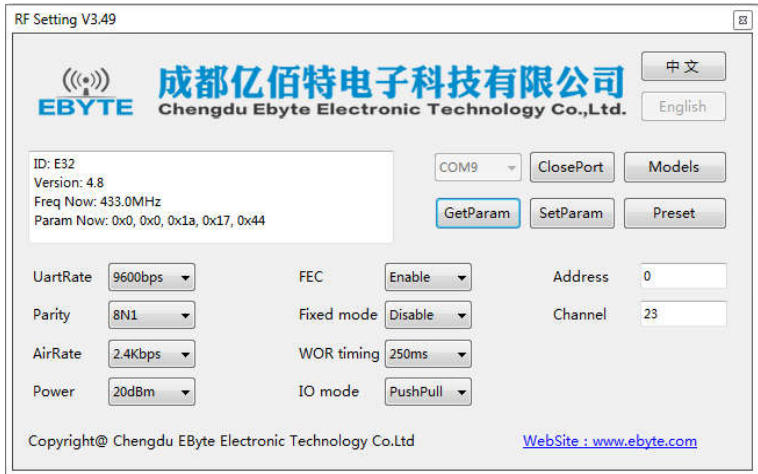 RF Setting V3.49
EBYTE
成都亿佰特电子科技有限公司
Chengdu Ebyte Electronic Technology Co.,Ltd.
中文
English
ID: E32
Version: 4.8
Freq Now: 433.0MHz
Param Now: 0x0, 0x0, 0x1a, 0x17, 0x44
COM9 ClosePort Models
GetParam SetParam Preset
UartRate 9600bps FEC Enable Address 0
Parity 8N1 Fixed mode Disable Channel 23
AirRate 2.4Kbps WOR timing 250ms
Power 20dBm IO mode PushPull
Copyright@ Chengdu EByte Electronic Technology Co.Ltd WebSite : www.ebyte.com